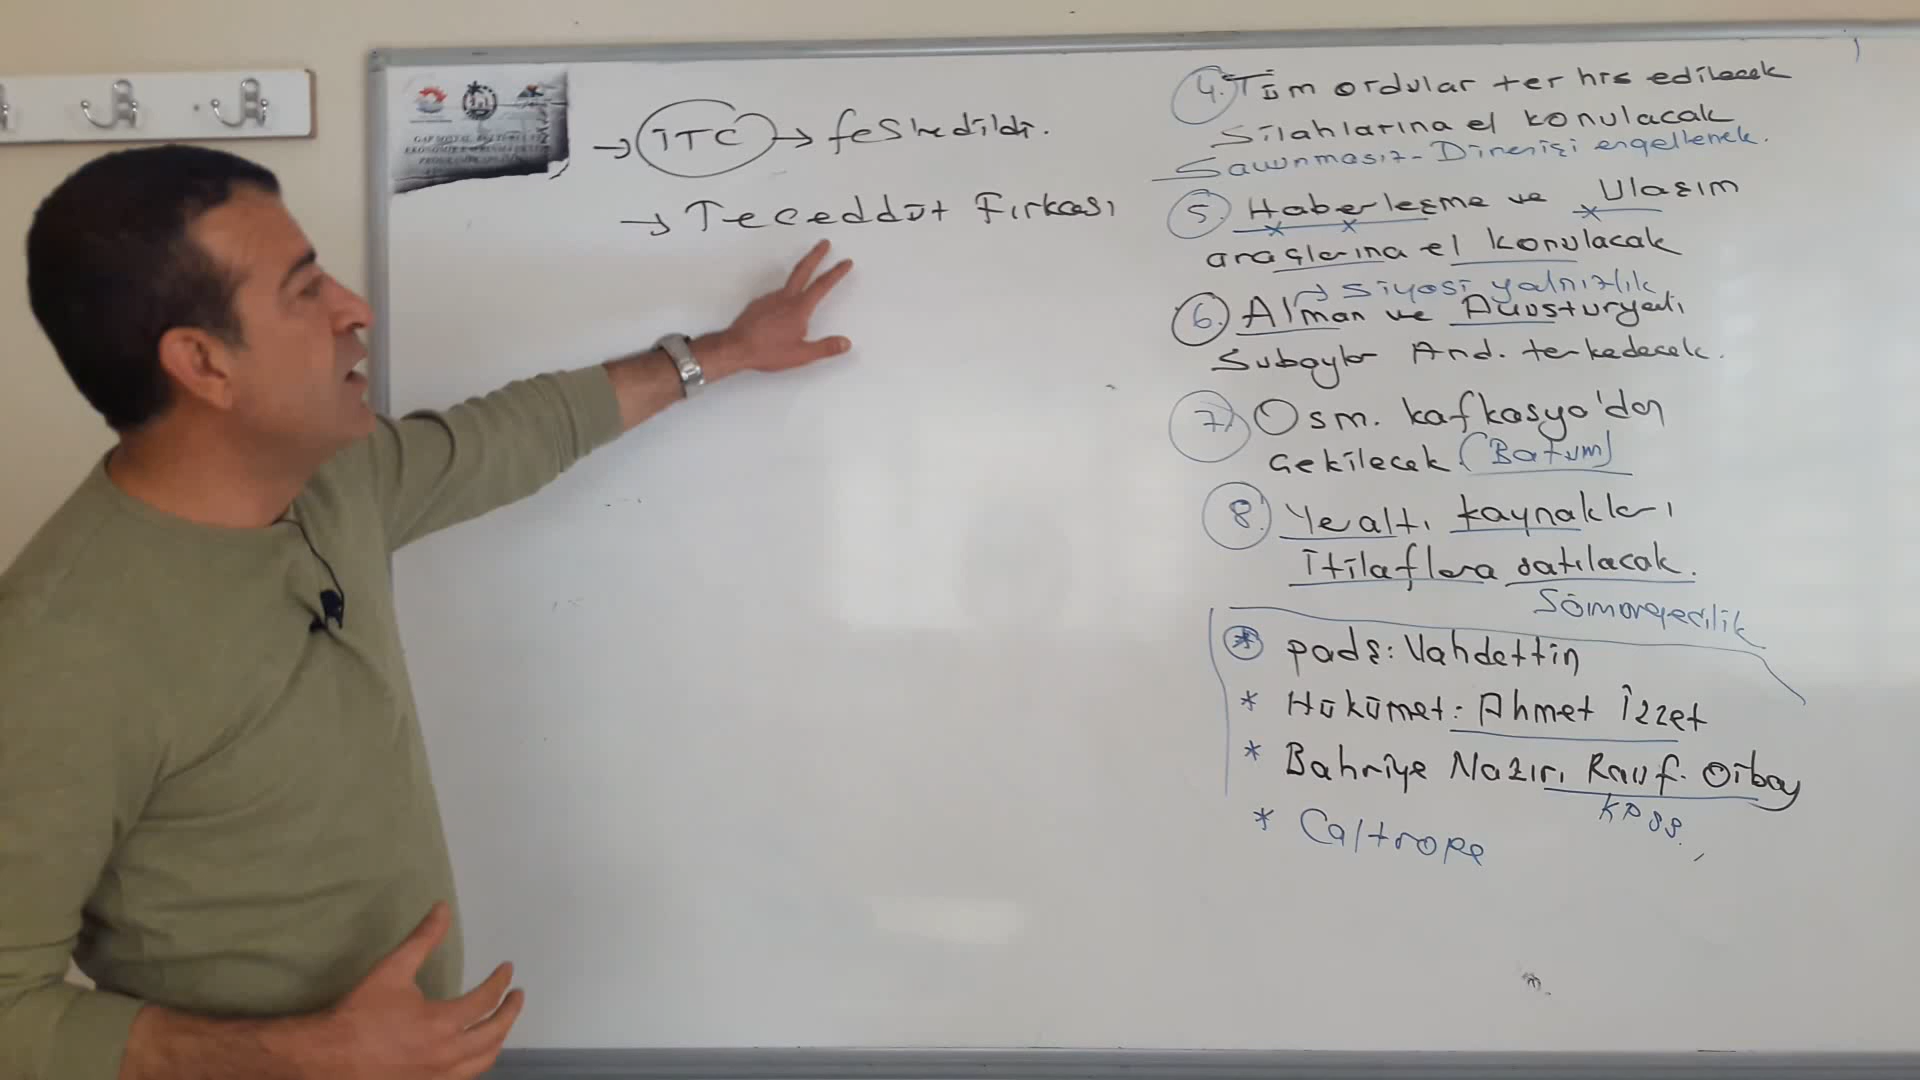 → İTC → feshedildi.
→ Teceddüt Fırkası
4. Tüm ordular terhis edilecek
silahlarına el konulacak
Savunmasız - Direnişi engellemek.
5. Haberleşme ve Ulaşım
araçlarına el konulacak
→ siyasi yalnızlık
6. Alman ve Avusturyalı
Subaylar And. terkedecek.
7) Osm. kafkasya'dan
çekilecek (Batum)
8. Yeraltı kaynakları
İtilaflara satılacak.
Sömürgecilik
* padş: Vahdettin
* Hükümet: Ahmet İzzet
* Bahriye Nazırı Rauf. Orbay
KPSS.
* Caltrope